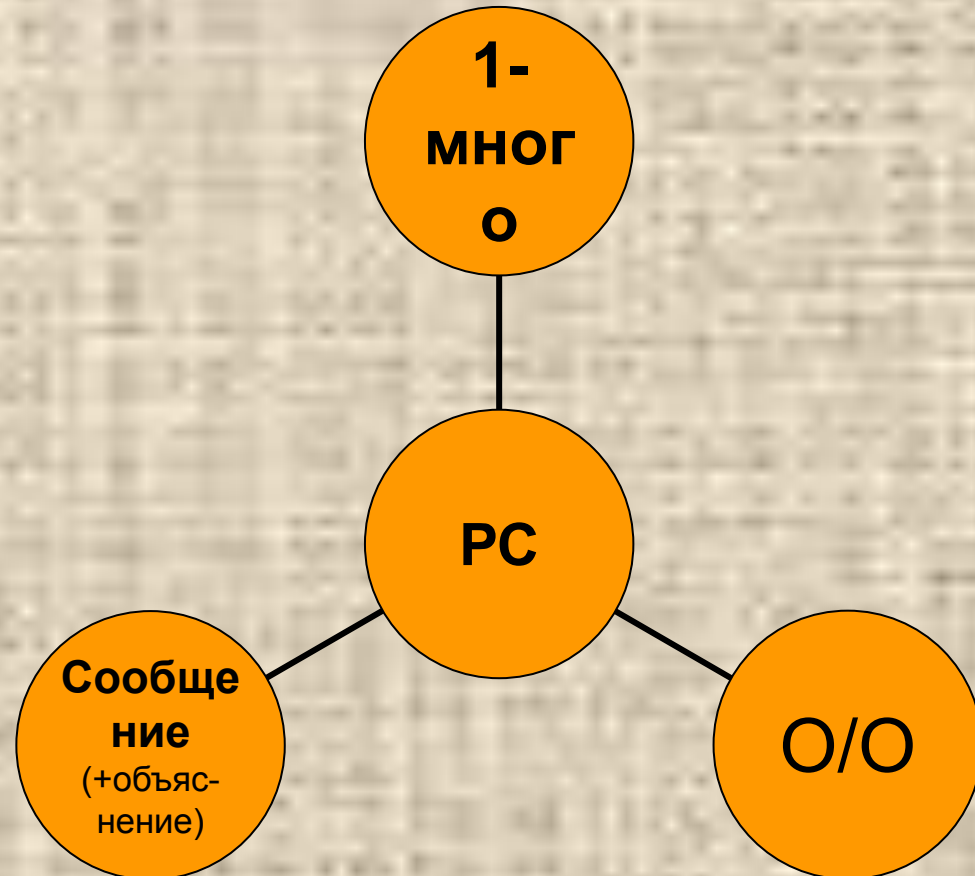 1-
мног
о
РС
Сообще
ние
(+объяс-
нение)
О/О